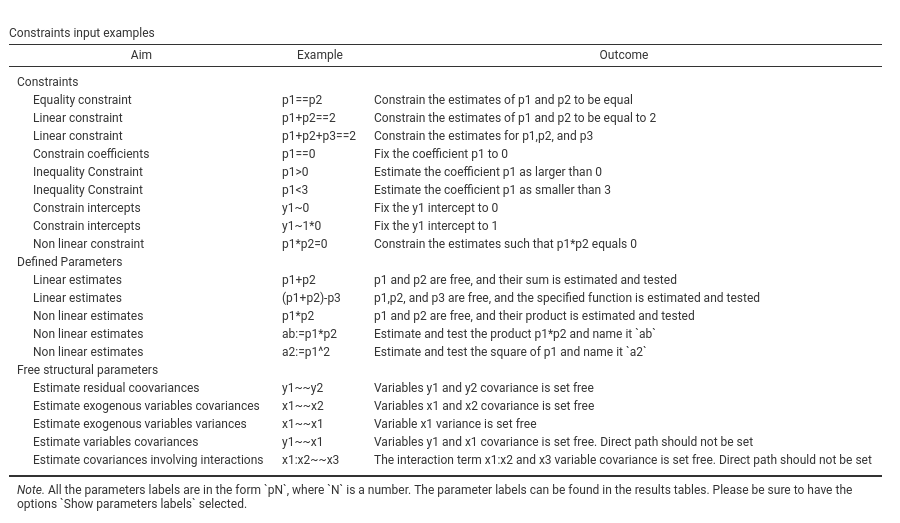 Constraints input examples
Aim Example Outcome
Constraints
Equality constraint p1==p2 Constrain the estimates of p1 and p2 to be equal
Linear constraint p1+p2==2 Constrain the estimates of p1 and p2 to be equal to 2
Linear constraint p1+p2+p3==2 Constrain the estimates for p1,p2, and p3
Constrain coefficients p1==0 Fix the coefficient p1 to 0
Inequality Constraint p1>0 Estimate the coefficient p1 as larger than 0
Inequality Constraint p1<3 Estimate the coefficient p1 as smaller than 3
Constrain intercepts y1~0 Fix the y1 intercept to 0
Constrain intercepts y1~1*0 Fix the y1 intercept to 1
Non linear constraint p1*p2=0 Constrain the estimates such that p1*p2 equals 0
Defined Parameters
Linear estimates p1+p2 p1 and p2 are free, and their sum is estimated and tested
Linear estimates (p1+p2)-p3 p1,p2, and p3 are free, and the specified function is estimated and tested
Non linear estimates p1*p2 p1 and p2 are free, and their product is estimated and tested
Non linear estimates ab:=p1*p2 Estimate and test the product p1*p2 and name it `ab`
Non linear estimates a2:=p1^2 Estimate and test the square of p1 and name it `a2`
Free structural parameters
Estimate residual coovariances y1~~y2 Variables y1 and y2 covariance is set free
Estimate exogenous variables covariances x1~~x2 Variables x1 and x2 covariance is set free
Estimate exogenous variables variances x1~~x1 Variable x1 variance is set free
Estimate variables covariances y1~~x1 Variables y1 and x1 covariance is set free. Direct path should not be set
Estimate covariances involving interactions x1:x2~~x3 The interaction term x1:x2 and x3 variable covariance is set free. Direct path should not be set
Note. All the parameters labels are in the form `pN`, where `N` is a number. The parameter labels can be found in the results tables. Please be sure to have the
options `Show parameters labels` selected.